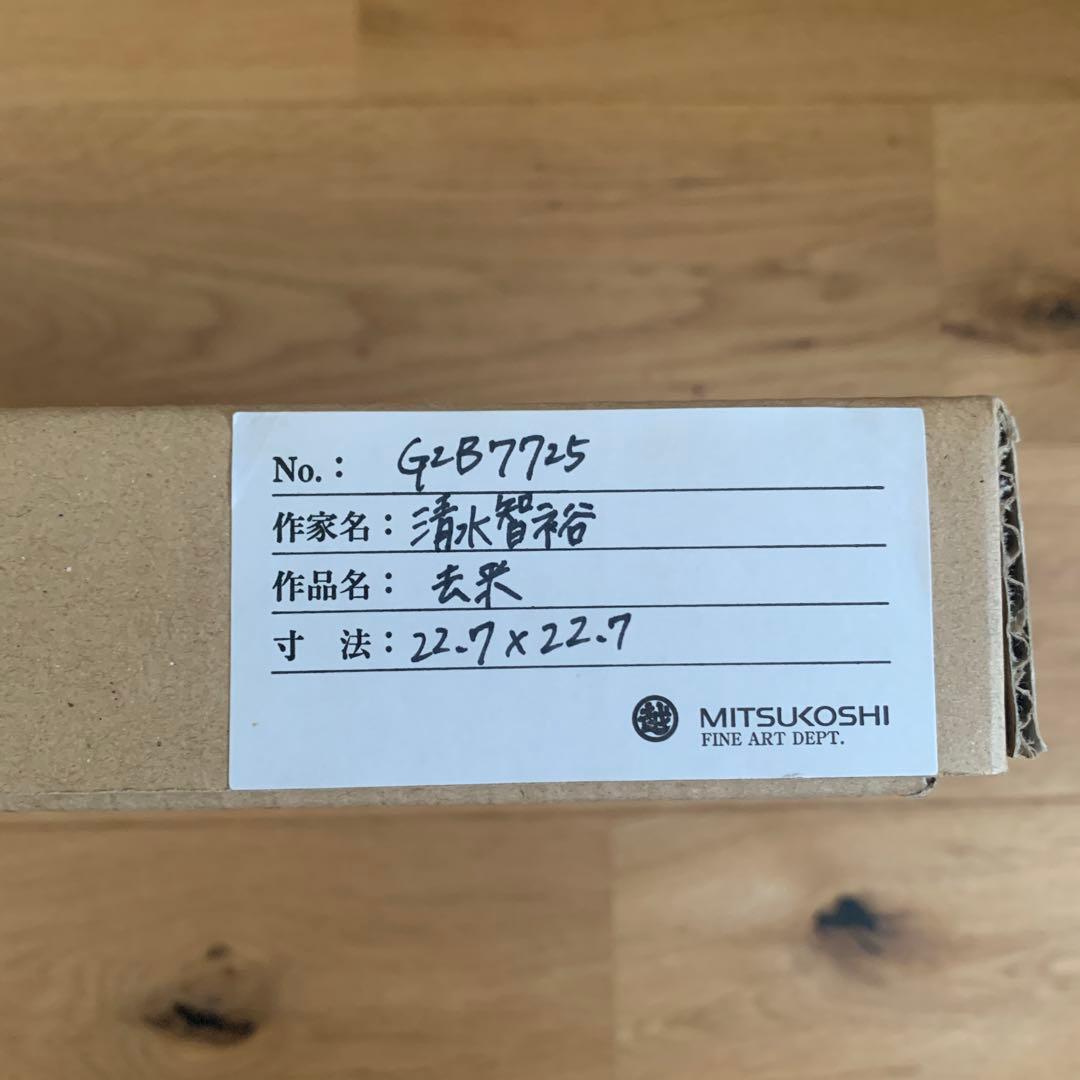 No.: G2B7725
作家名:清水智裕
作品名:去来
寸 法:22.7×22.7
越 MITSUKOSHI
FINE ART DEPT.